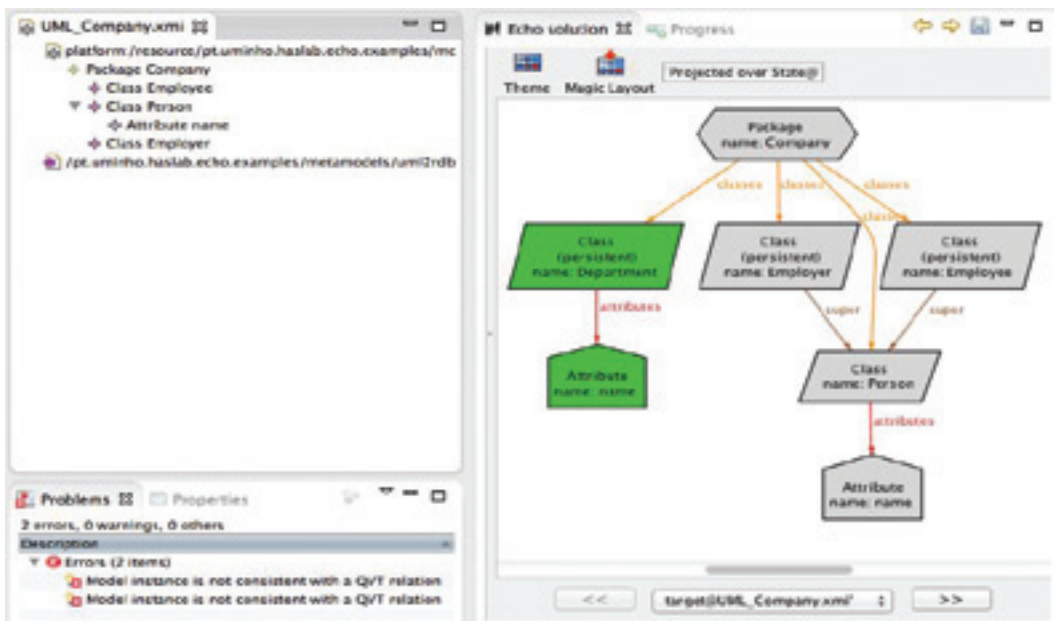 UML_Company.xmi
platform:/resource/pt.uminho.haslab.echo.examples/mc
Package Company
Class Employee
Class Person
Attribute name
Class Employer
/pt.uminho.haslab.echo.examples/metamodels/uml2rdb
Problems
Properties
2 errors, 0 warnings, 0 others
Description
Errors (2 items)
Model instance is not consistent with a QVT relation
Model instance is not consistent with a QVT relation
Echo solution
Progress
Theme
Magic Layout
Projected over State@
Package
name: Company
classes
classes
classes
classes
Class
(persistent)
name: Department
Class
(persistent)
name: Employer
Class
(persistent)
name: Employee
attributes
super
super
Attribute
name: name
Class
name: Person
attributes
Attribute
name: name
<<
target@UML_Company.xmi'
>>